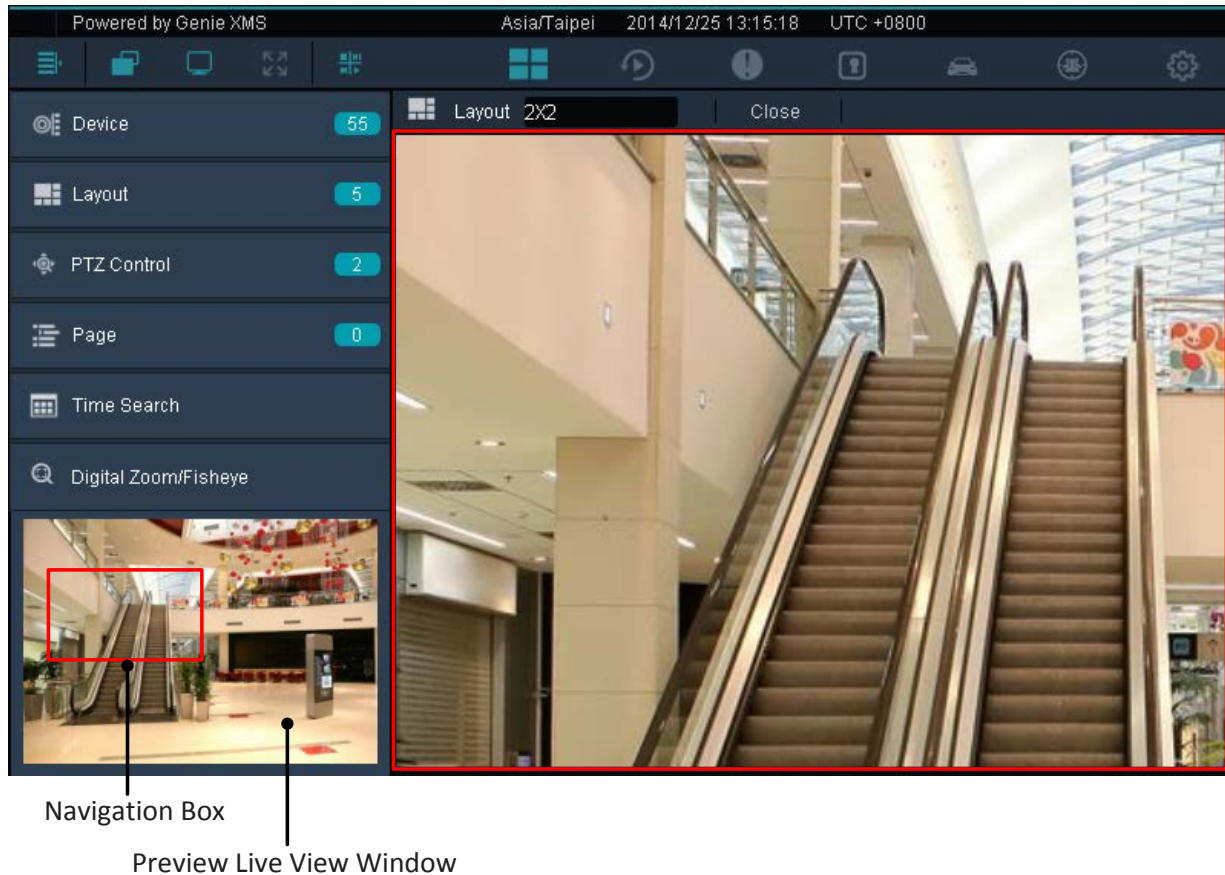 Powered by Genie XMS Asia/Taipei 2014/12/25 13:15:18 UTC +0800
Layout 2X2 Close
Device 55
Layout 5
PTZ Control 2
Page 0
Time Search
Digital Zoom/Fisheye
Navigation Box
Preview Live View Window